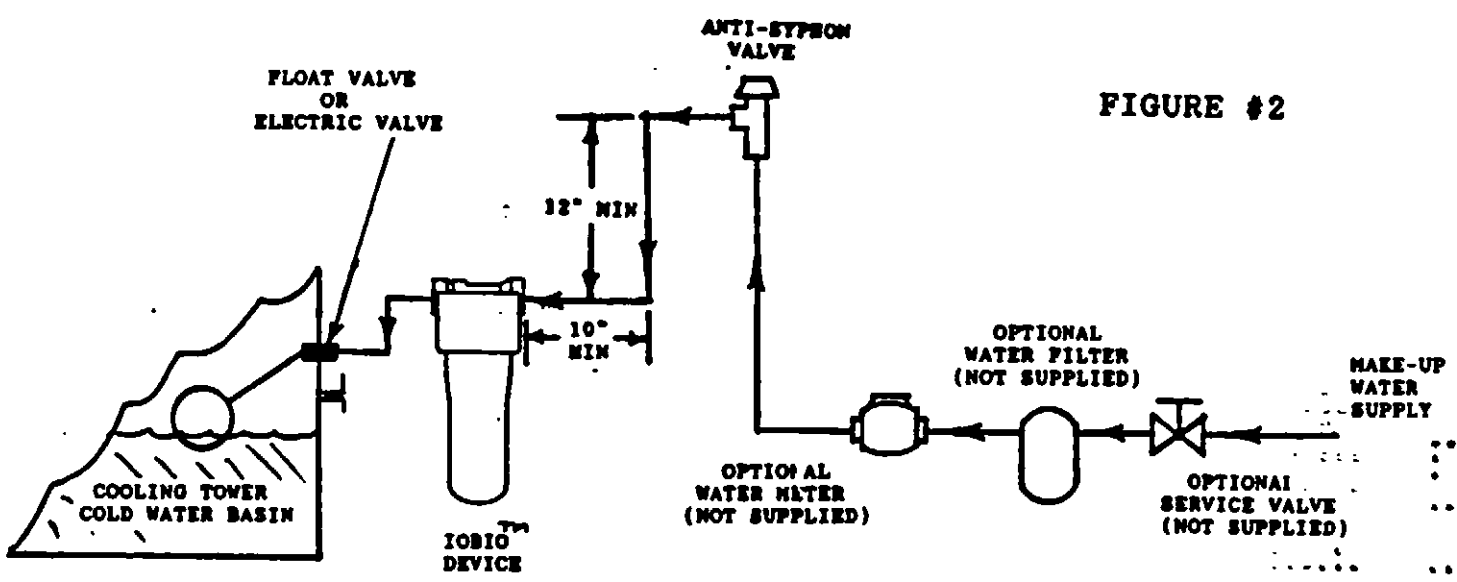 ANTI-SYPHON
VALVE
FLOAT VALVE
OR
ELECTRIC VALVE
FIGURE #2
12" MIN
10"
MIN
OPTIONAL
WATER FILTER
(NOT SUPPLIED)
MAKE-UP
WATER
SUPPLY
COOLING TOWER
COLD WATER BASIN
OPTIONAL
WATER METER
(NOT SUPPLIED)
OPTIONAL
SERVICE VALVE
(NOT SUPPLIED)
IOBIO™
DEVICE